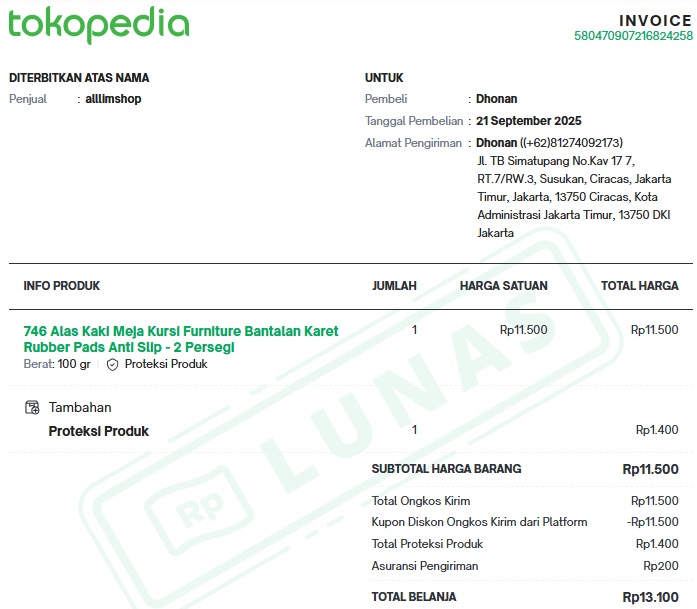 tokopedia
INVOICE
580470907216824258
DITERBITKAN ATAS NAMA
Penjual : alllimshop
UNTUK
Pembeli : Dhonan
Tanggal Pembelian : 21 September 2025
Alamat Pengiriman : Dhonan ((+62)81274092173)
Jl. TB Simatupang No.Kav 17 7,
RT.7/RW.3, Susukan, Ciracas, Jakarta
Timur, Jakarta, 13750 Ciracas, Kota
Administrasi Jakarta Timur, 13750 DKI
Jakarta
INFO PRODUK JUMLAH HARGA SATUAN TOTAL HARGA
746 Alas Kaki Meja Kursi Furniture Bantalan Karet 1 Rp11.500 Rp11.500
Rubber Pads Anti Slip - 2 Persegi
Berat: 100 gr Proteksi Produk
Tambahan
Proteksi Produk 1 Rp1.400
SUBTOTAL HARGA BARANG Rp11.500
Total Ongkos Kirim Rp11.500
Kupon Diskon Ongkos Kirim dari Platform -Rp11.500
Total Proteksi Produk Rp1.400
Asuransi Pengiriman Rp200
TOTAL BELANJA Rp13.100
Rp LUNAS